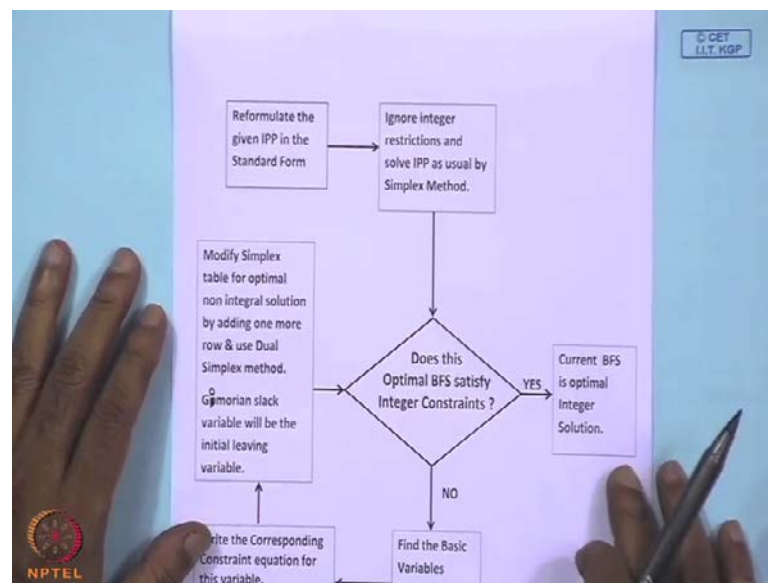 © CET
I.I.T. KGP
Reformulate the
given IPP in the
Standard Form
Ignore integer
restrictions and
solve IPP as usual by
Simplex Method.
Modify Simplex
table for optimal
non integral solution
by adding one more
row & use Dual
Simplex method.
Gomorian slack
variable will be the
initial leaving
variable.
Does this
Optimal BFS satisfy
Integer Constraints ?
YES
Current BFS
is optimal
Integer
Solution.
NO
Find the Basic
Variables
the Corresponding
Constraint equation for
this variable.
NPTEL